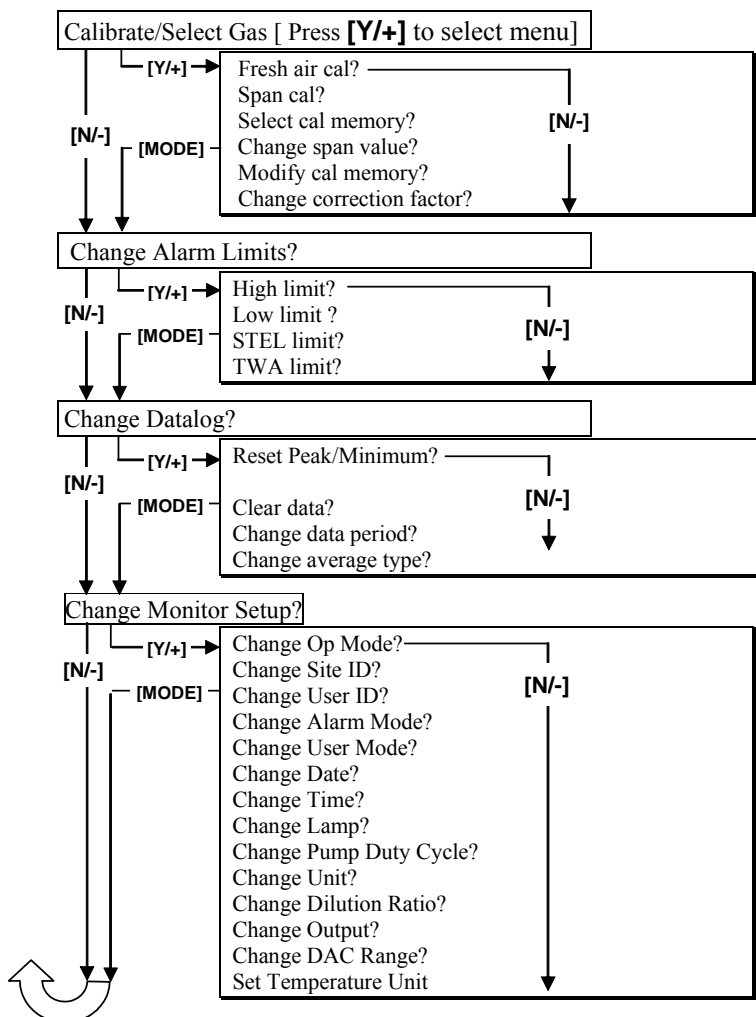 Calibrate/Select Gas [ Press [Y/+] to select menu]
[Y/+]
Fresh air cal?
Span cal?
Select cal memory?
[N/-]
[N/-]
[MODE]
Change span value?
Modify cal memory?
Change correction factor?
Change Alarm Limits?
[Y/+]
High limit?
[N/-]
Low limit ?
[N/-]
[MODE]
STEL limit?
TWA limit?
Change Datalog?
[Y/+]
Reset Peak/Minimum?
[N/-]
[MODE]
Clear data?
[N/-]
Change data period?
Change average type?
Change Monitor Setup?
[Y/+]
Change Op Mode?
[N/-]
Change Site ID?
[N/-]
[MODE]
Change User ID?
Change Alarm Mode?
Change User Mode?
Change Date?
Change Time?
Change Lamp?
Change Pump Duty Cycle?
Change Unit?
Change Dilution Ratio?
Change Output?
Change DAC Range?
Set Temperature Unit